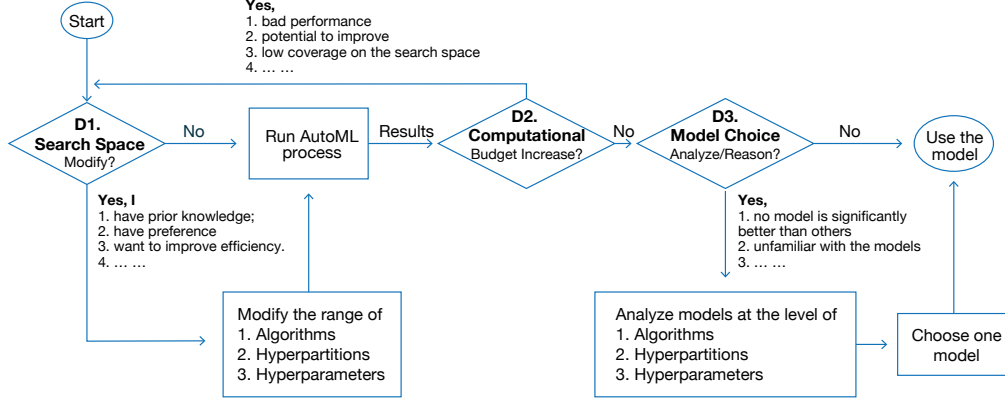 Start
Yes,
1. bad performance
2. potential to improve
3. low coverage on the search space
4. ... ...
D1.
Search Space
Modify?
No
Run AutoML
process
Results
D2.
Computational
Budget Increase?
No
D3.
Model Choice
Analyze/Reason?
No
Use the
model
Yes, I
1. have prior knowledge;
2. have preference
3. want to improve efficiency.
4. ... ...
Yes,
1. no model is significantly
better than others
2. unfamiliar with the models
3. ... ...
Modify the range of
1. Algorithms
2. Hyperpartitions
3. Hyperparameters
Analyze models at the level of
1. Algorithms
2. Hyperpartitions
3. Hyperparameters
Choose one
model